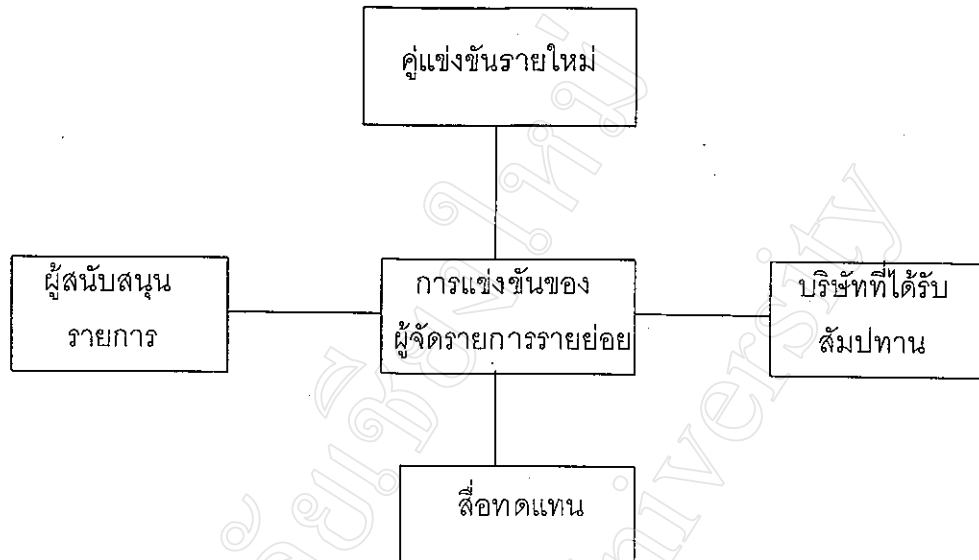 คู่แข่งขันรายใหม่
ผู้สนับสนุน
รายการ
การแข่งขันของ
ผู้จัดรายการรายย่อย
บริษัทที่ได้รับ
สัมปทาน
สื่อทดแทน
University